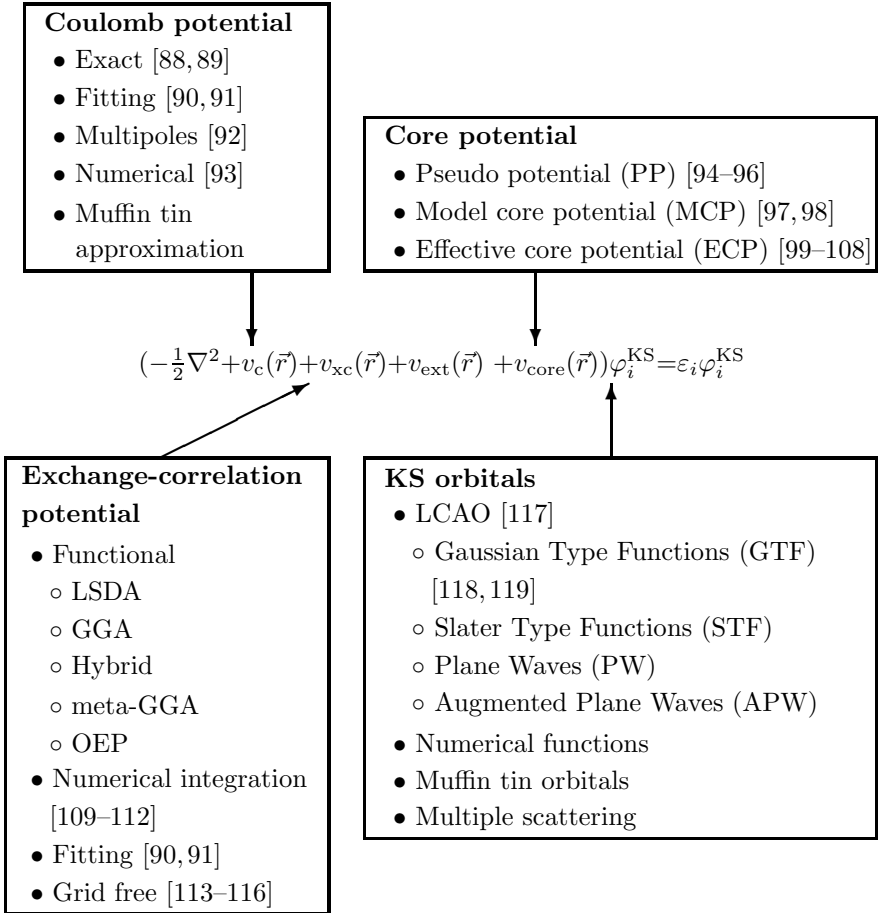 Coulomb potential
• Exact [88, 89]
• Fitting [90, 91]
• Multipoles [92]
• Numerical [93]
• Muffin tin
approximation
Core potential
• Pseudo potential (PP) [94–96]
• Model core potential (MCP) [97, 98]
• Effective core potential (ECP) [99–108]
(−½∇²+v_c(r⃗)+v_xc(r⃗)+v_ext(r⃗) +v_core(r⃗))φ_i^KS=ε_iφ_i^KS
Exchange-correlation
potential
• Functional
◦ LSDA
◦ GGA
◦ Hybrid
◦ meta-GGA
◦ OEP
• Numerical integration
[109–112]
• Fitting [90, 91]
• Grid free [113–116]
KS orbitals
• LCAO [117]
◦ Gaussian Type Functions (GTF)
[118, 119]
◦ Slater Type Functions (STF)
◦ Plane Waves (PW)
◦ Augmented Plane Waves (APW)
• Numerical functions
• Muffin tin orbitals
• Multiple scattering